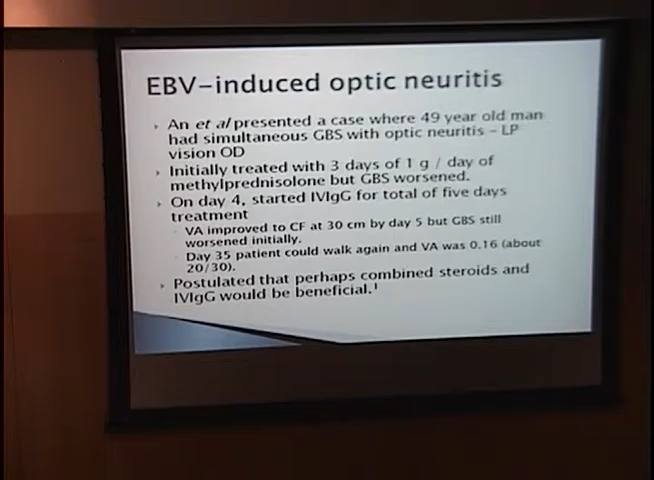 EBV-induced optic neuritis
An et al presented a case where 49 year old man
had simultaneous GBS with optic neuritis - LP
vision OD
Initially treated with 3 days of 1 g / day of
methylprednisolone but GBS worsened.
On day 4, started IVIgG for total of five days
treatment
VA improved to CF at 30 cm by day 5 but GBS still
worsened initially.
Day 35 patient could walk again and VA was 0.16 (about
20/30).
Postulated that perhaps combined steroids and
IVIgG would be beneficial.¹